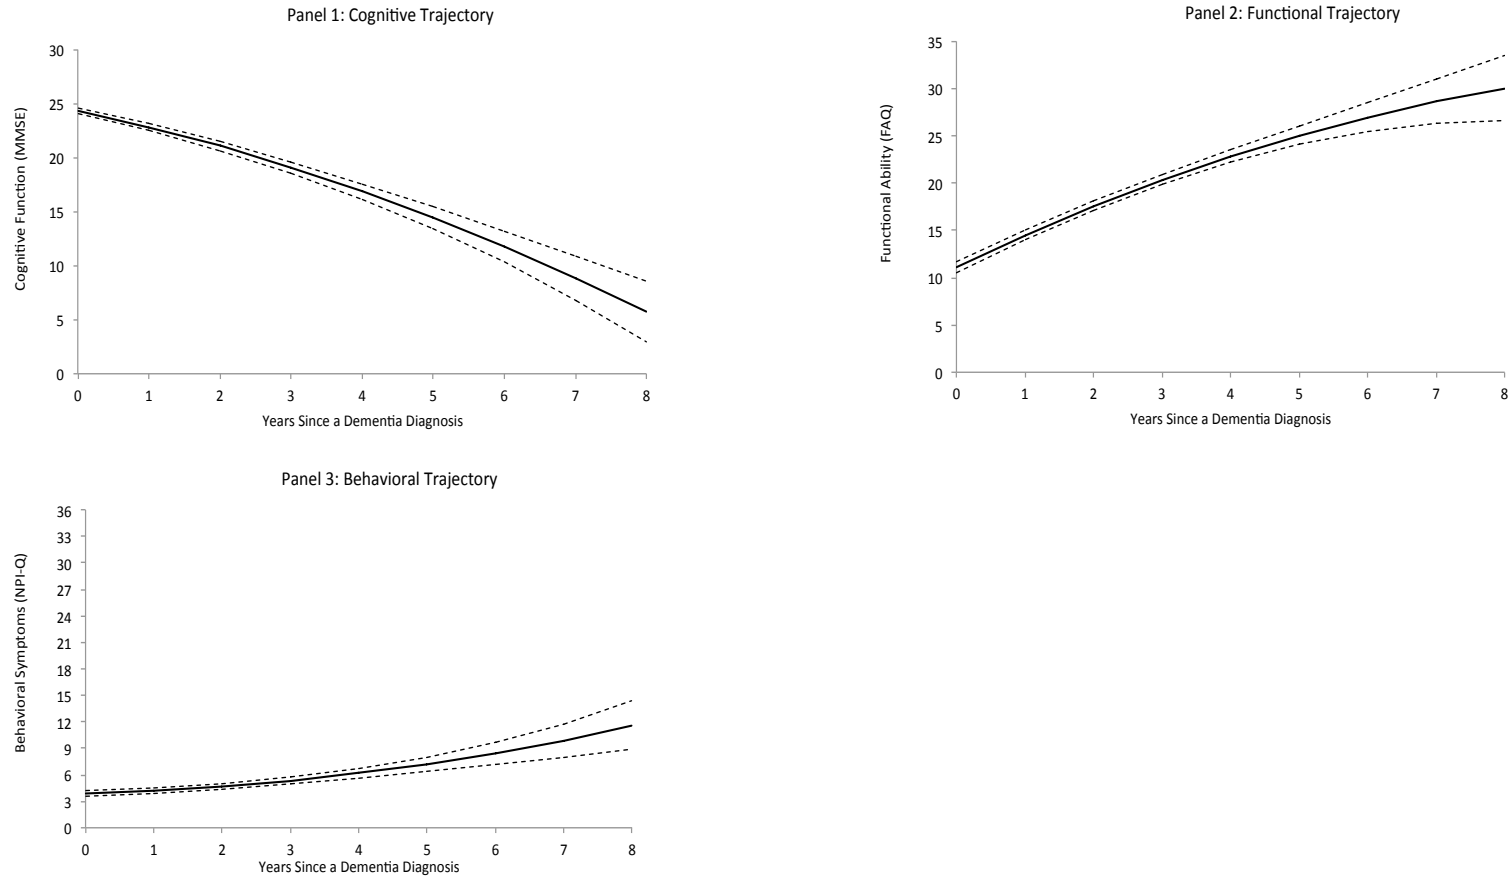 Panel 1: Cognitive Trajectory
Cognitive Function (MMSE)
30
25
20
15
10
5
0
0 1 2 3 4 5 6 7 8
Years Since a Dementia Diagnosis
Panel 2: Functional Trajectory
Functional Ability (FAQ)
35
30
25
20
15
10
5
0
0 1 2 3 4 5 6 7 8
Years Since a Dementia Diagnosis
Panel 3: Behavioral Trajectory
Behavioral Symptoms (NPI-Q)
36
33
30
27
24
21
18
15
12
9
6
3
0
0 1 2 3 4 5 6 7 8
Years Since a Dementia Diagnosis